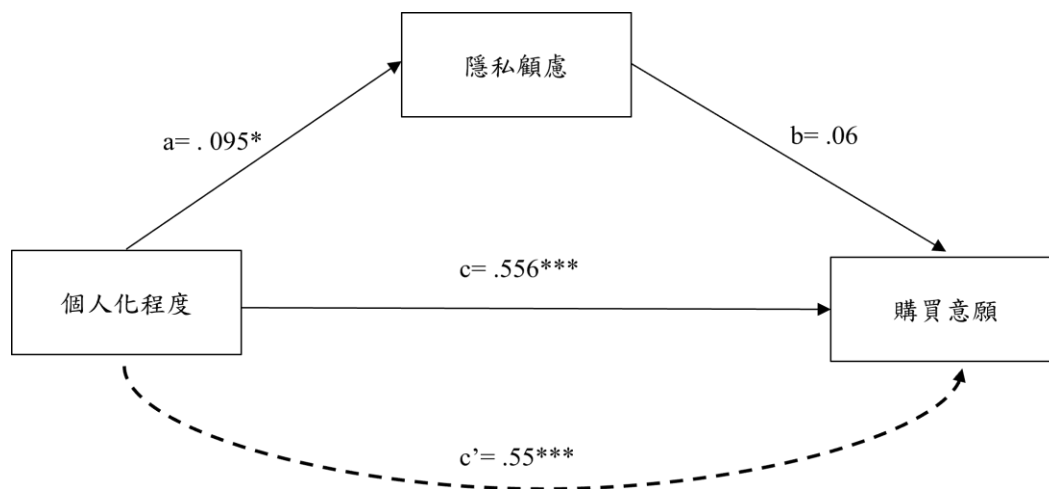 隱私顧慮
a= . 095*
b= .06
c= .556***
個人化程度
購買意願
c’= .55***